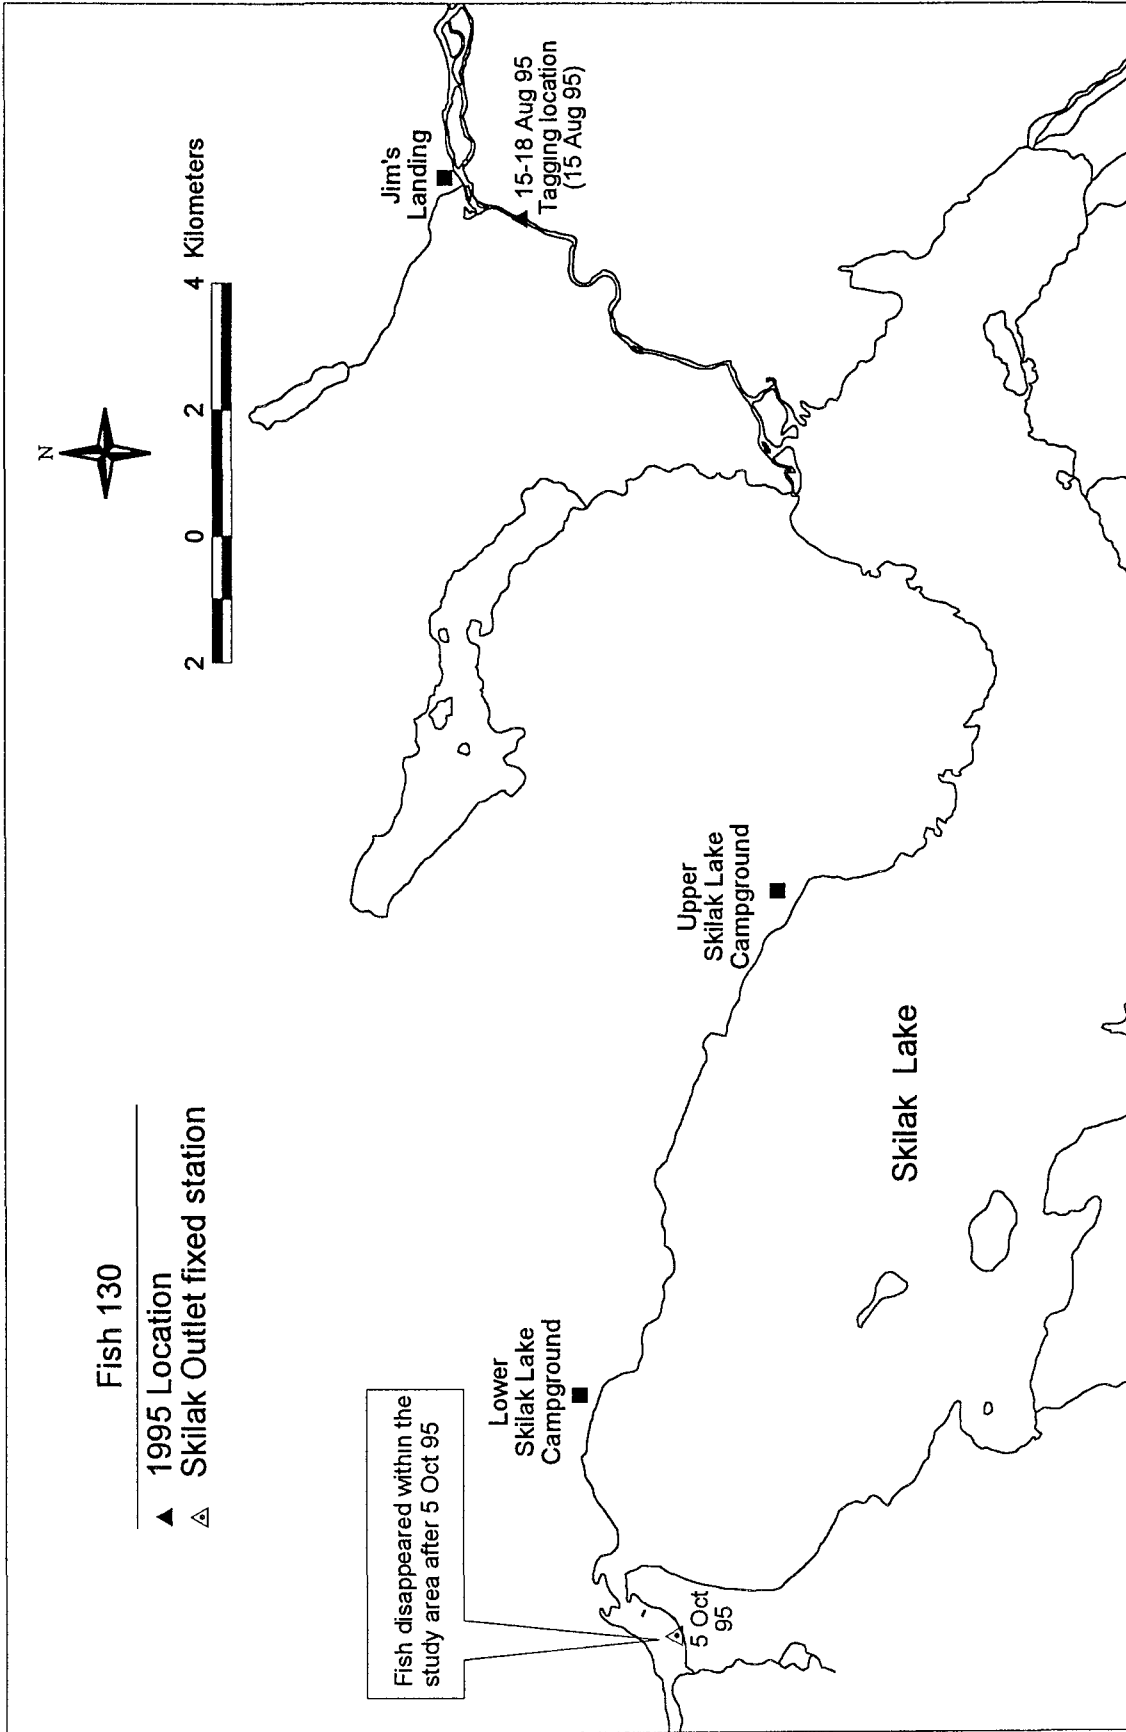 Fish 130
1995 Location
Skilak Outlet fixed station
N
2 0 2 4 Kilometers
Jim's
Landing
15-18 Aug 95
Tagging location
(15 Aug 95)
Fish disappeared within the
study area after 5 Oct 95
Lower
Skilak Lake
Campground
Upper
Skilak Lake
Campground
5 Oct
95
Skilak Lake